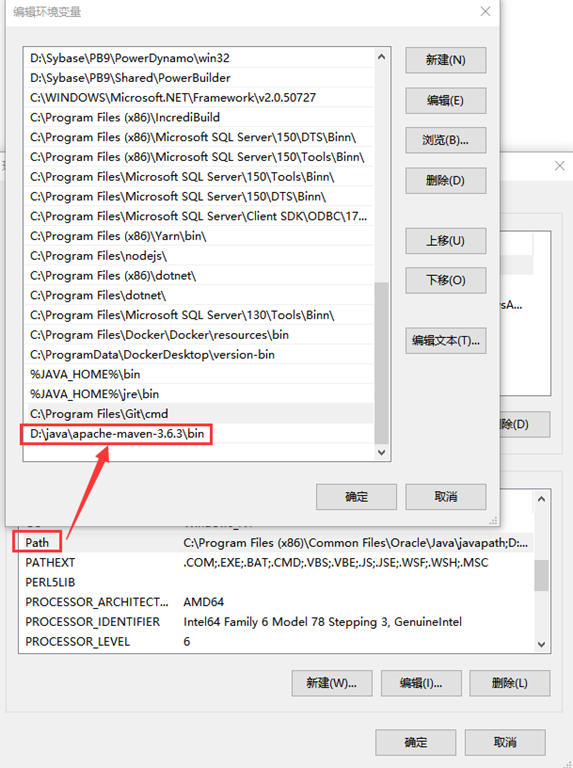 编辑环境变量
D:\Sybase\PB9\PowerDynamo\win32
D:\Sybase\PB9\Shared\PowerBuilder
C:\WINDOWS\Microsoft.NET\Framework\v2.0.50727
C:\Program Files (x86)\IncrediBuild
C:\Program Files (x86)\Microsoft SQL Server\150\DTS\Binn\
C:\Program Files (x86)\Microsoft SQL Server\150\Tools\Binn\
C:\Program Files\Microsoft SQL Server\150\Tools\Binn\
C:\Program Files\Microsoft SQL Server\150\DTS\Binn\
C:\Program Files\Microsoft SQL Server\Client SDK\ODBC\17...
C:\Program Files (x86)\Yarn\bin\
C:\Program Files\nodejs\
C:\Program Files (x86)\dotnet\
C:\Program Files\dotnet\
C:\Program Files\Microsoft SQL Server\130\Tools\Binn\
C:\Program Files\Docker\Docker\resources\bin
C:\ProgramData\DockerDesktop\version-bin
%JAVA_HOME%\bin
%JAVA_HOME%\jre\bin
C:\Program Files\Git\cmd
D:\java\apache-maven-3.6.3\bin
新建(N)
编辑(E)
浏览(B)...
删除(D)
上移(U)
下移(O)
编辑文本(T)...
确定 取消
sA...
除(D)
Path C:\Program Files (x86)\Common Files\Oracle\Java\javapath;D:...
PATHEXT .COM;.EXE;.BAT;.CMD;.VBS;.VBE;.JS;.JSE;.WSF;.WSH;.MSC
PERL5LIB
PROCESSOR_ARCHITECT... AMD64
PROCESSOR_IDENTIFIER Intel64 Family 6 Model 78 Stepping 3, GenuineIntel
PROCESSOR_LEVEL 6
新建(W)... 编辑(I)... 删除(L)
确定 取消